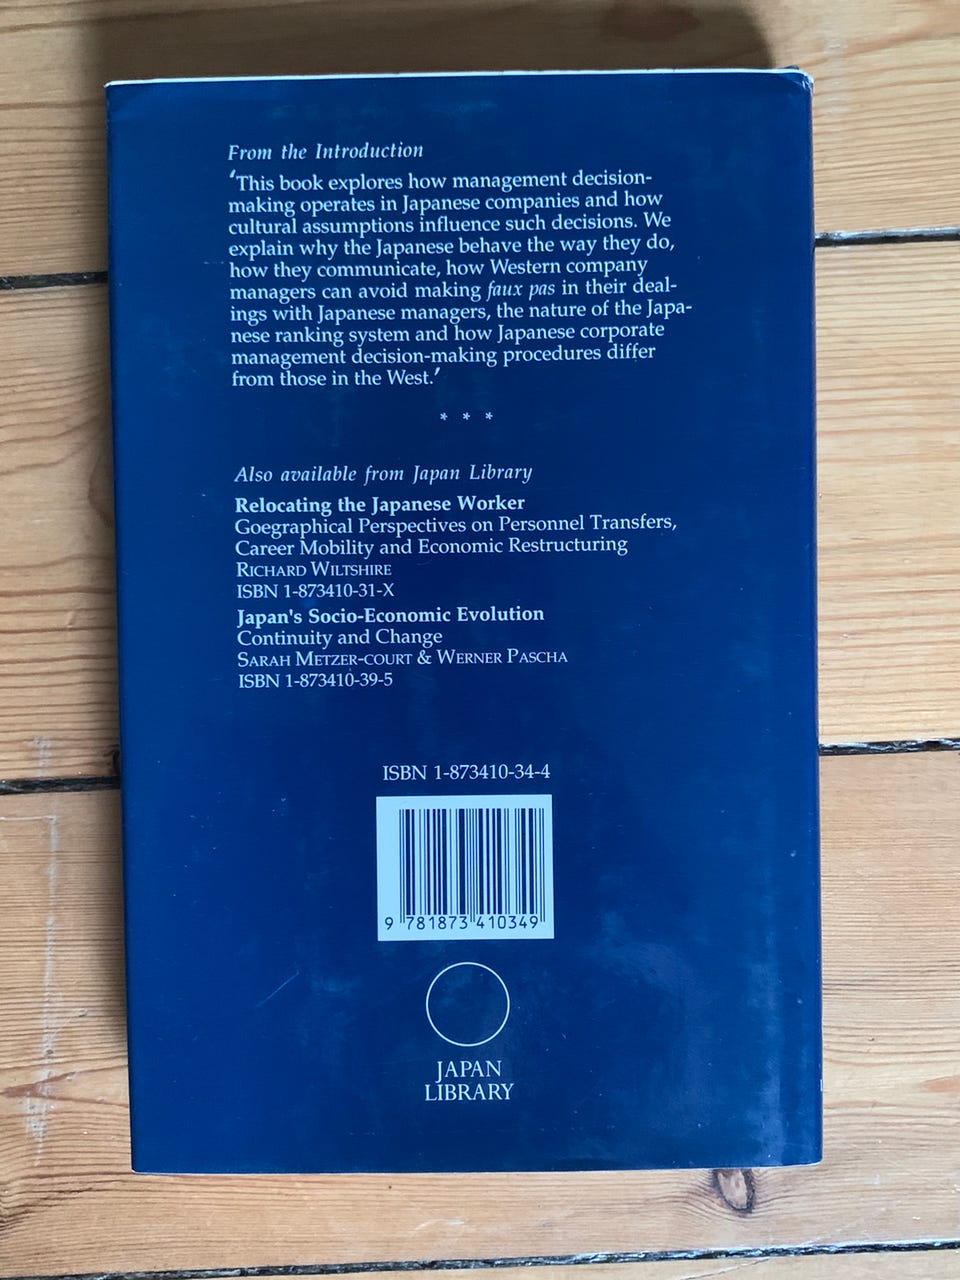 From the Introduction
‘This book explores how management decision-
making operates in Japanese companies and how
cultural assumptions influence such decisions. We
explain why the Japanese behave the way they do,
how they communicate, how Western company
managers can avoid making faux pas in their deal-
ings with Japanese managers, the nature of the Japa-
nese ranking system and how Japanese corporate
management decision-making procedures differ
from those in the West.’
* * *
Also available from Japan Library
Relocating the Japanese Worker
Goegraphical Perspectives on Personnel Transfers,
Career Mobility and Economic Restructuring
RICHARD WILTSHIRE
ISBN 1-873410-31-X
Japan's Socio-Economic Evolution
Continuity and Change
SARAH METZER-COURT & WERNER PASCHA
ISBN 1-873410-39-5
ISBN 1-873410-34-4
9 781873 410349
JAPAN
LIBRARY